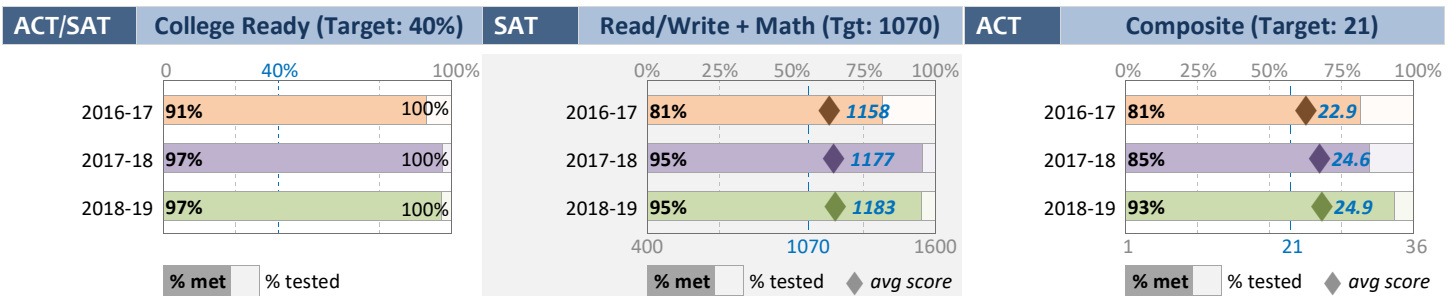 ACT/SAT College Ready (Target: 40%)
0 40% 100%
2016-17 91% 100%
2017-18 97% 100%
2018-19 97% 100%
% met % tested
SAT Read/Write + Math (Tgt: 1070)
0% 25% 50% 75% 100%
2016-17 81% 1158
2017-18 95% 1177
2018-19 95% 1183
400 1070 1600
% met % tested avg score
ACT Composite (Target: 21)
0% 25% 50% 75% 100%
2016-17 81% 22.9
2017-18 85% 24.6
2018-19 93% 24.9
1 21 36
% met % tested avg score